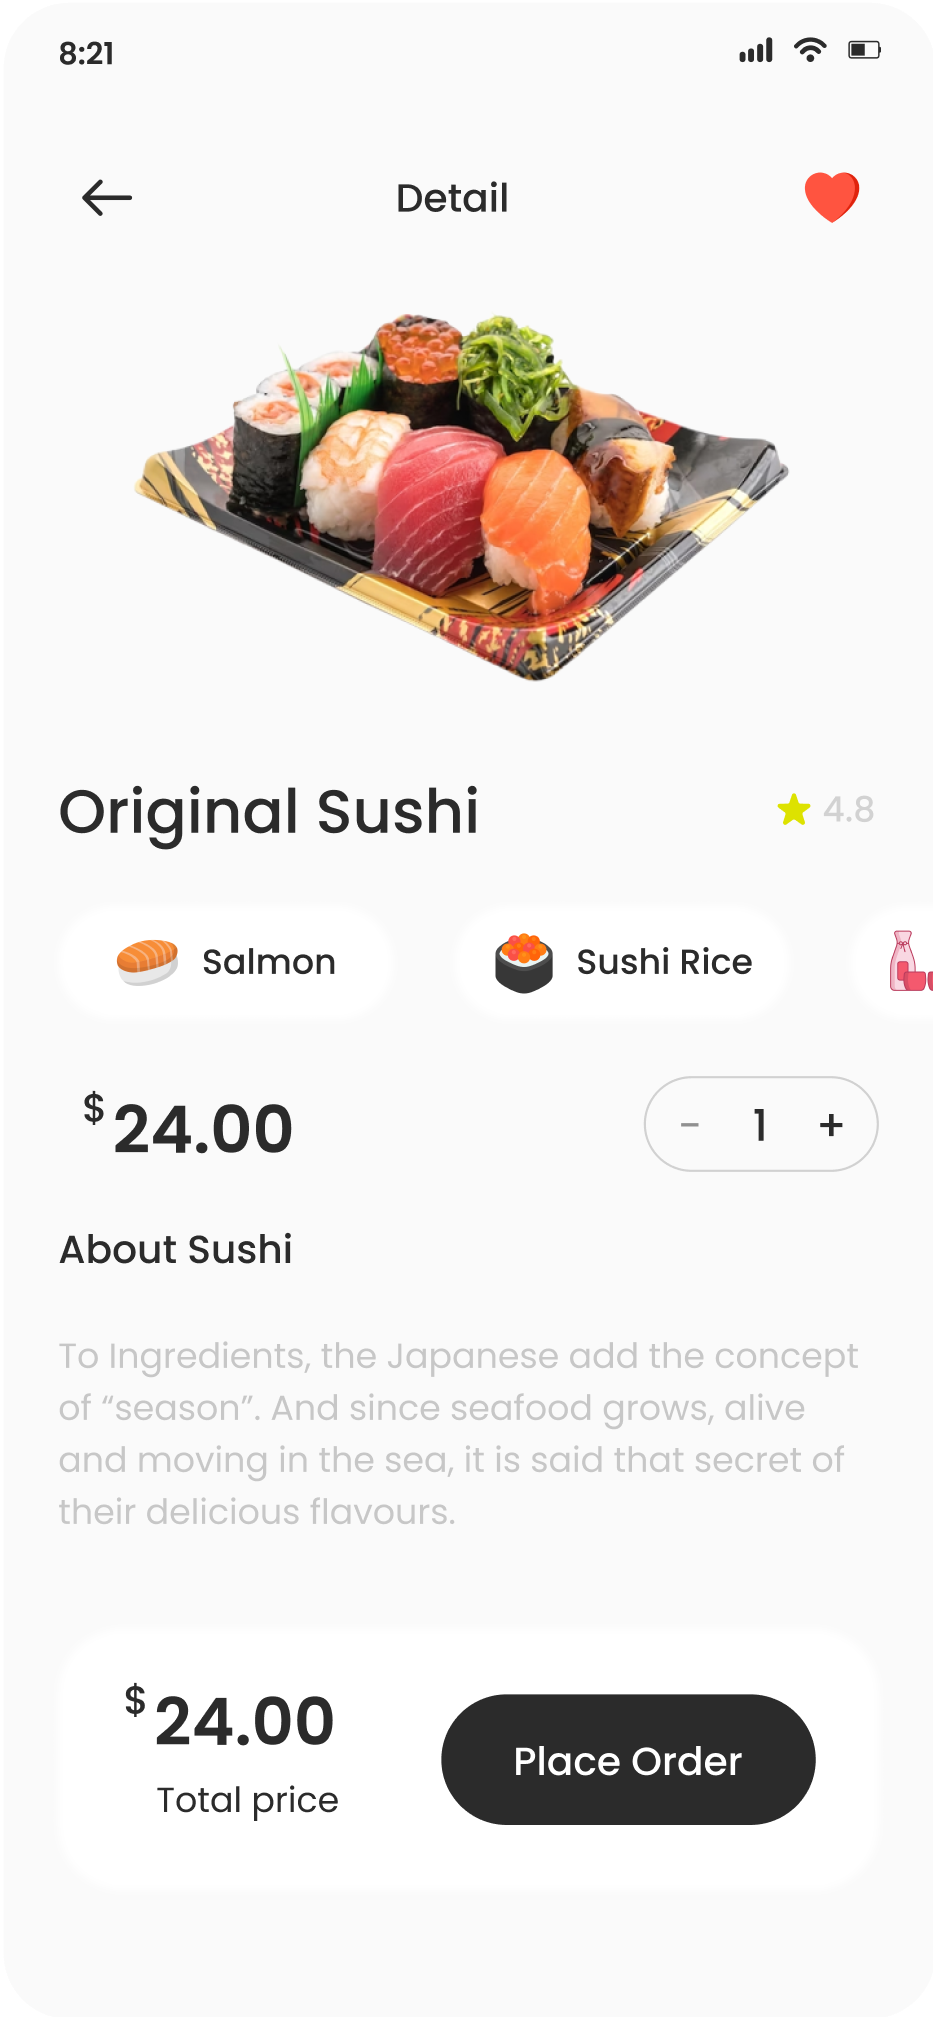 8:21
Detail
Original Sushi
4.8
Salmon
Sushi Rice
$24.00
− 1 +
About Sushi
To Ingredients, the Japanese add the concept
of “season”. And since seafood grows, alive
and moving in the sea, it is said that secret of
their delicious flavours.
$24.00
Total price
Place Order